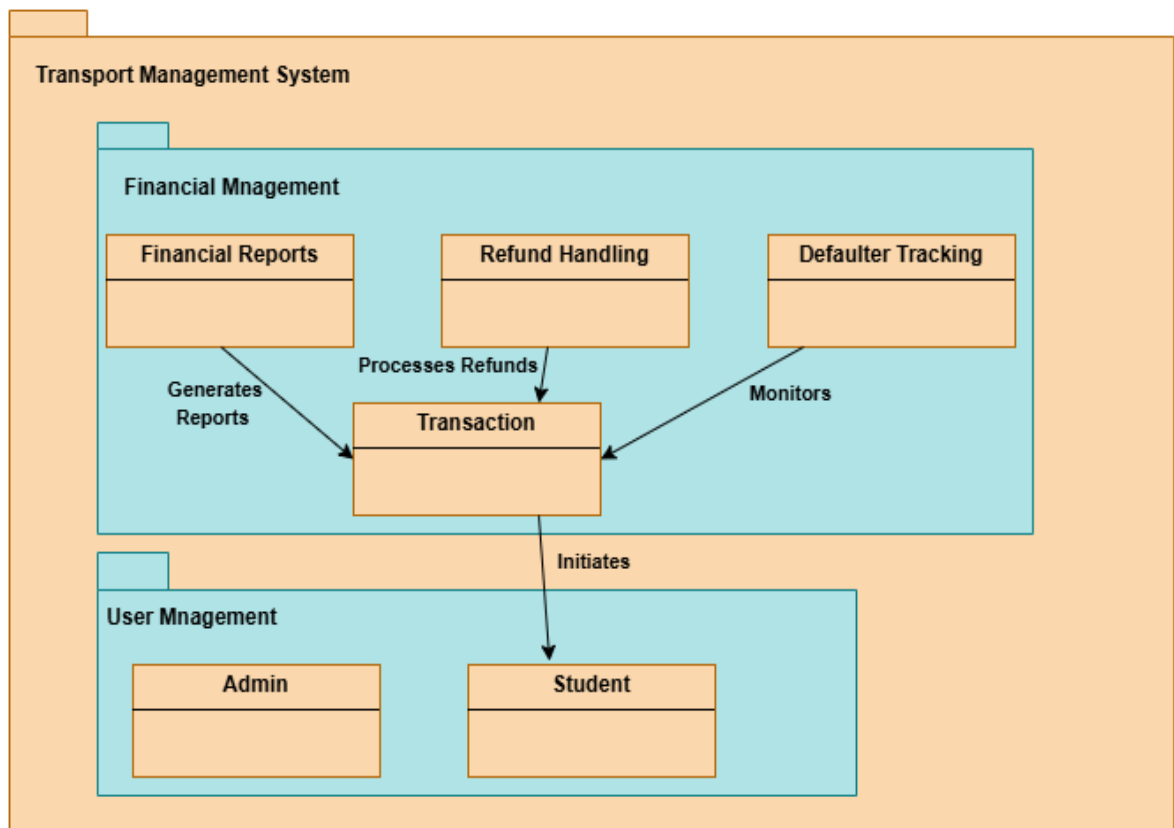 Transport Management System
Financial Mnagement
Financial Reports
Refund Handling
Defaulter Tracking
Processes Refunds
Generates
Reports
Monitors
Transaction
Initiates
User Mnagement
Admin
Student